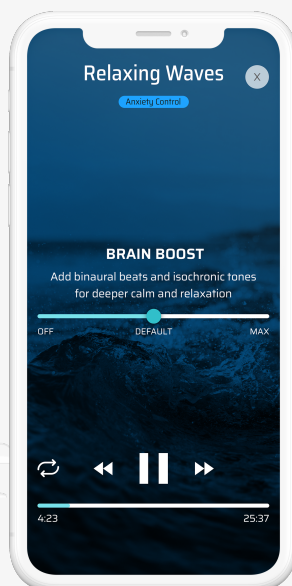 Relaxing Waves
X
Anxiety Control
BRAIN BOOST
Add binaural beats and isochronic tones
for deeper calm and relaxation
OFF DEFAULT MAX
4:23 25:37